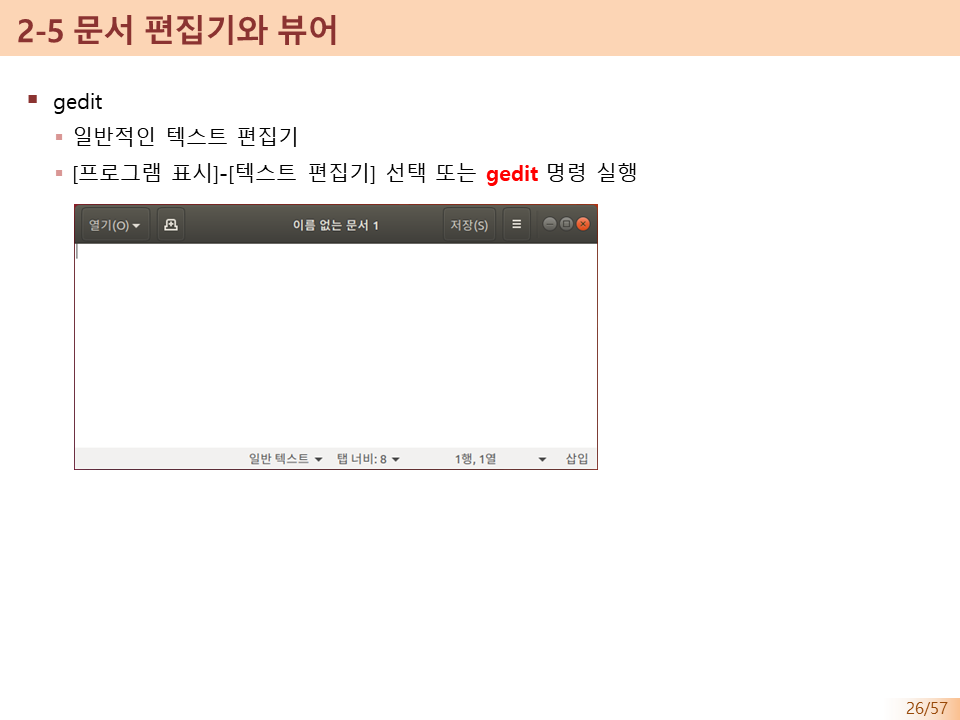 2-5 문서 편집기와 뷰어
gedit
일반적인 텍스트 편집기
[프로그램 표시]-[텍스트 편집기] 선택 또는 gedit 명령 실행
열기(O) 이름 없는 문서 1 저장(S)
일반 텍스트 탭 너비: 8 1행, 1열 삽입
26/57